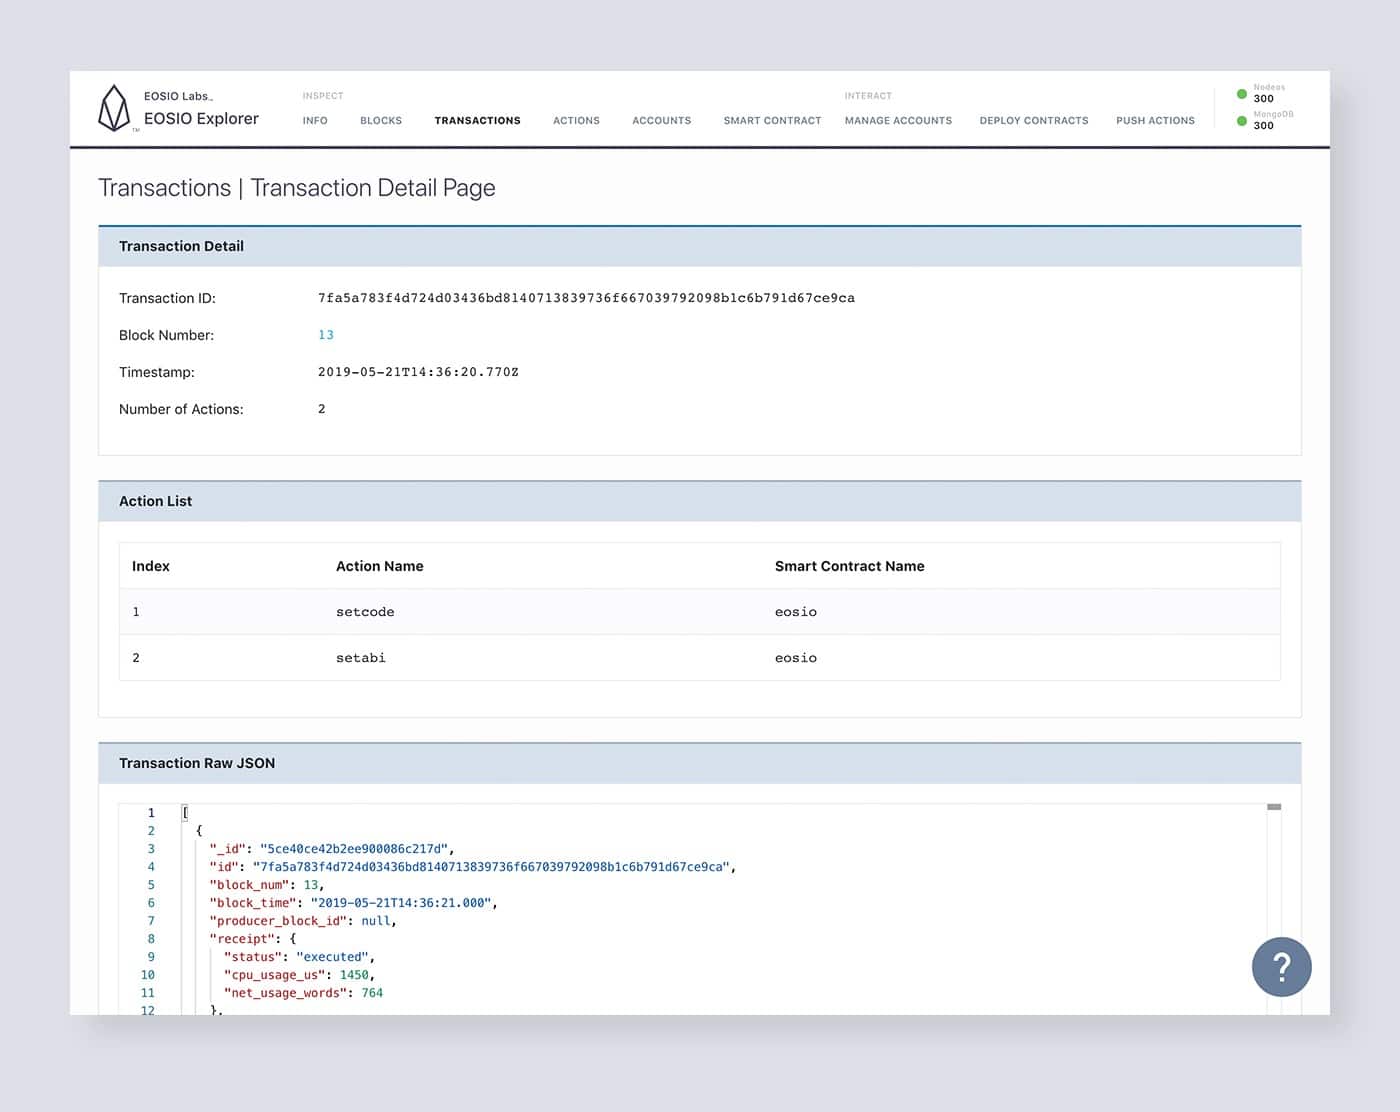 EOSIO Labs™
EOSIO Explorer
™
INSPECT
INFO BLOCKS TRANSACTIONS ACTIONS ACCOUNTS SMART CONTRACT
INTERACT
MANAGE ACCOUNTS DEPLOY CONTRACTS PUSH ACTIONS
Nodeos
300
MongoDB
300
Transactions | Transaction Detail Page
Transaction Detail
Transaction ID: 7fa5a783f4d724d03436bd8140713839736f667039792098b1c6b791d67ce9ca
Block Number: 13
Timestamp: 2019-05-21T14:36:20.770Z
Number of Actions: 2
Action List
Index Action Name Smart Contract Name
1 setcode eosio
2 setabi eosio
Transaction Raw JSON
1 [
2 {
3 "_id": "5ce40ce42b2ee900086c217d",
4 "id": "7fa5a783f4d724d03436bd8140713839736f667039792098b1c6b791d67ce9ca",
5 "block_num": 13,
6 "block_time": "2019-05-21T14:36:21.000",
7 "producer_block_id": null,
8 "receipt": {
9 "status": "executed",
10 "cpu_usage_us": 1450,
11 "net_usage_words": 764
12 },
?